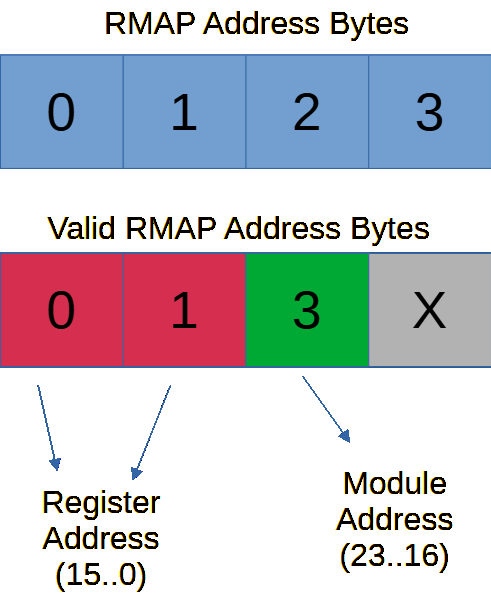 RMAP Address Bytes
0 1 2 3
Valid RMAP Address Bytes
0 1 3 X
Register
Address
(15..0)
Module
Address
(23..16)